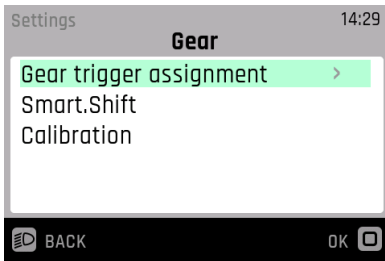 Settings 14:29
Gear
Gear trigger assignment >
Smart.Shift
Calibration
BACK OK